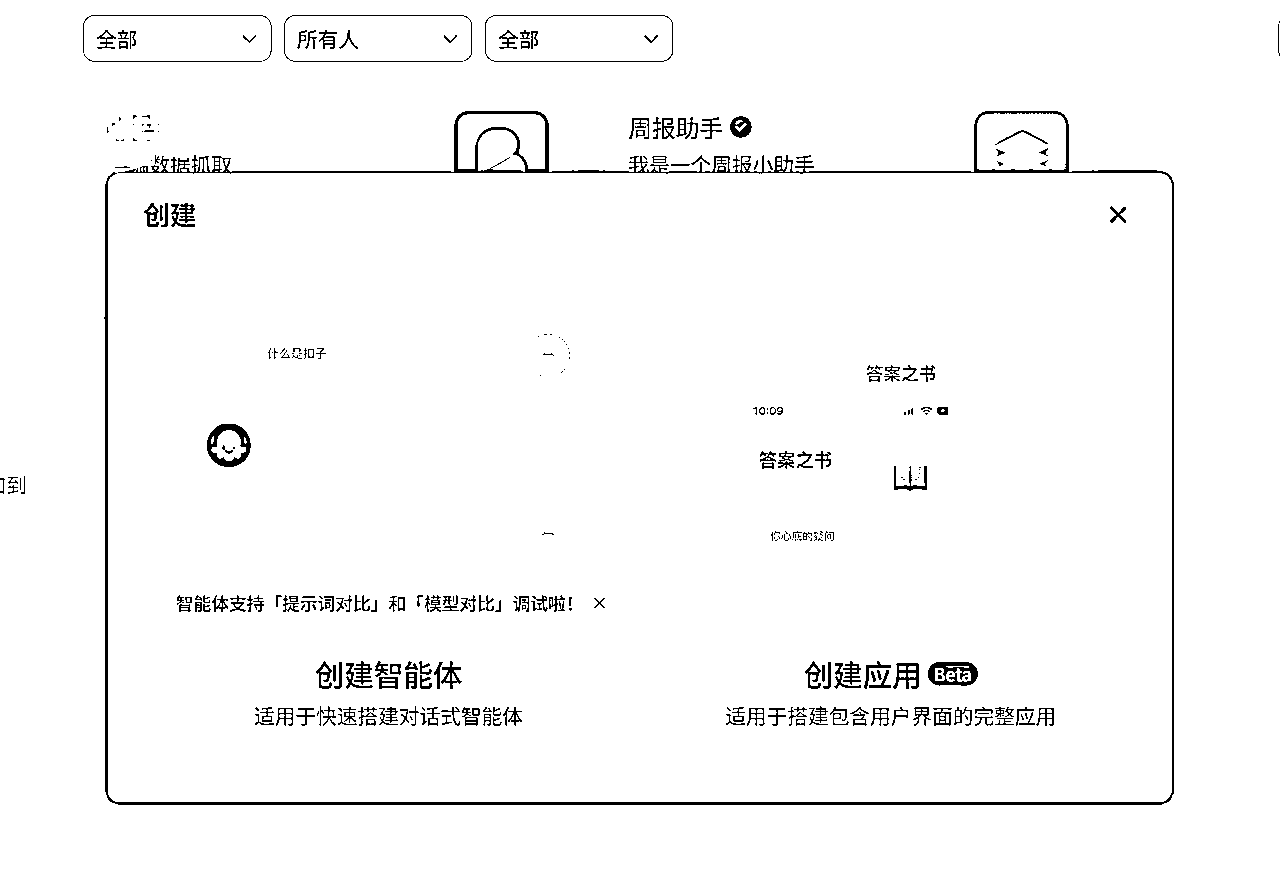 全部
所有人
全部
周报助手
数据抓取
我是一个周报小助手
创建
什么是扣子
答案之书
10:09
答案之书
到
你心底的疑问
智能体支持「提示词对比」和「模型对比」调试啦！
创建智能体
创建应用 Beta
适用于快速搭建对话式智能体
适用于搭建包含用户界面的完整应用